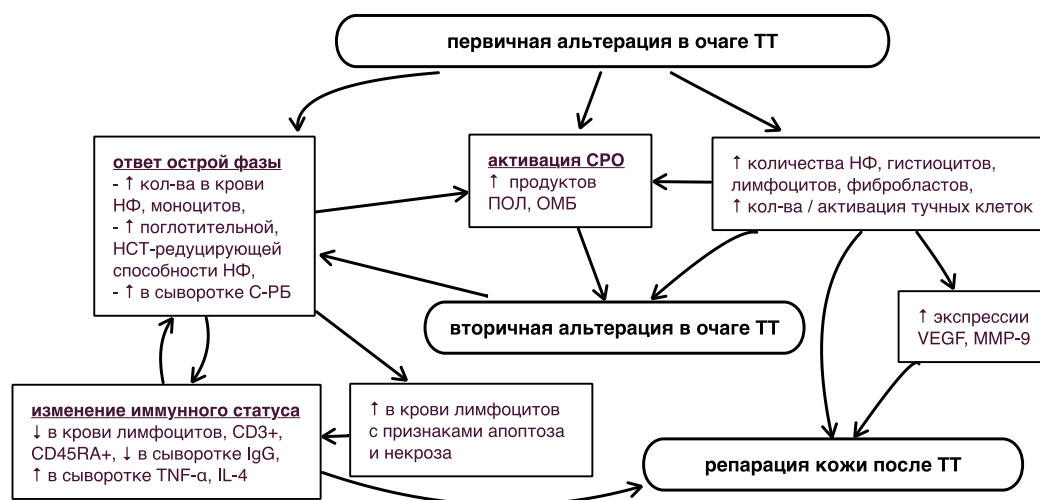 первичная альтерация в очаге ТТ
ответ острой фазы
- ↑ кол-ва в крови
НФ, моноцитов,
- ↑ поглотительной,
НСТ-редуцирующей
способности НФ,
- ↑ в сыворотке С-РБ
активация СРО
↑ продуктов
ПОЛ, ОМБ
↑ количества НФ, гистиоцитов,
лимфоцитов, фибробластов,
↑ кол-ва / активация тучных клеток
вторичная альтерация в очаге ТТ
↑ экспрессии
VEGF, MMP-9
изменение иммунного статуса
↓ в крови лимфоцитов, CD3+,
CD45RA+, ↓ в сыворотке IgG,
↑ в сыворотке TNF-α, IL-4
↑ в крови лимфоцитов
с признаками апоптоза
и некроза
репарация кожи после ТТ